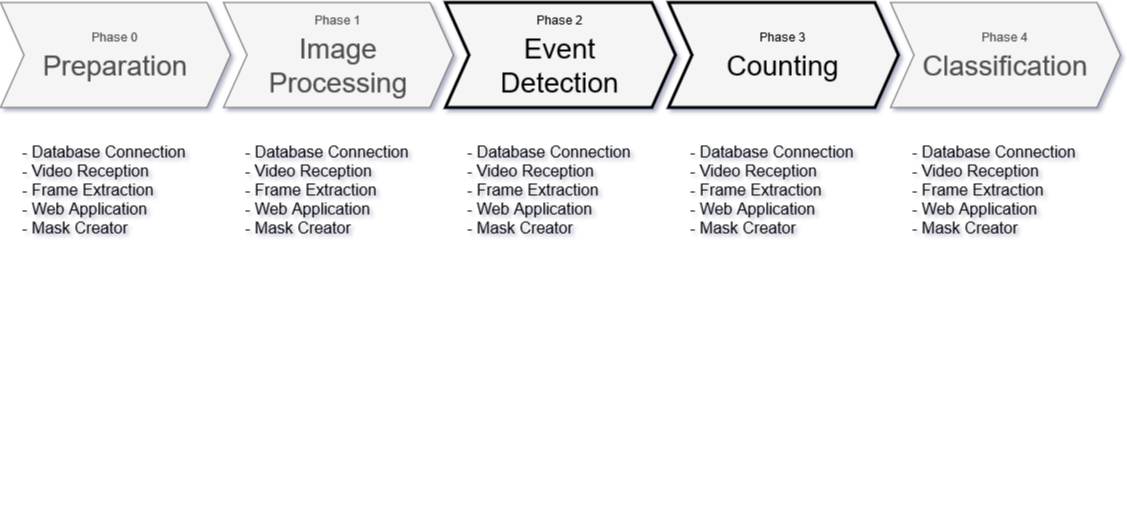 Phase 0
Preparation
Phase 1
Image
Processing
Phase 2
Event
Detection
Phase 3
Counting
Phase 4
Classification
- Database Connection
- Video Reception
- Frame Extraction
- Web Application
- Mask Creator
- Database Connection
- Video Reception
- Frame Extraction
- Web Application
- Mask Creator
- Database Connection
- Video Reception
- Frame Extraction
- Web Application
- Mask Creator
- Database Connection
- Video Reception
- Frame Extraction
- Web Application
- Mask Creator
- Database Connection
- Video Reception
- Frame Extraction
- Web Application
- Mask Creator